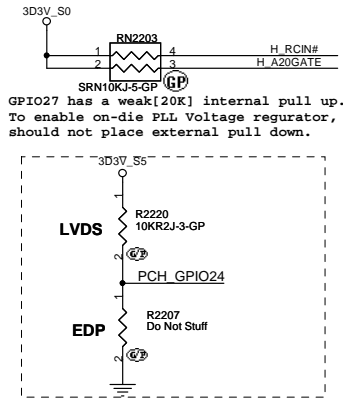 3D3V_S0
RN2203
1 4 H_RCIN#
2 3 H_A20GATE
SRN10KJ-5-GP GP
GPIO27 has a weak[20K] internal pull up.
To enable on-die PLL Voltage regurator,
should not place external pull down.
3D3V_S5
1
LVDS
R2220
10KR2J-3-GP
2 G/P
PCH_GPIO24
1
EDP
R2207
Do Not Stuff
2 G/P